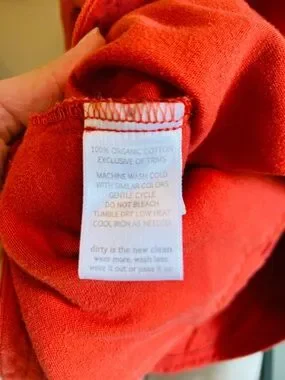 100% ORGANIC COTTON
EXCLUSIVE OF TRIMS
MACHINE WASH COLD
WITH SIMILAR COLORS
GENTLE CYCLE
DO NOT BLEACH
TUMBLE DRY LOW HEAT
COOL IRON AS NEEDED
dirty is the new clean
wear more. wash less.
wear it out or pass it on.